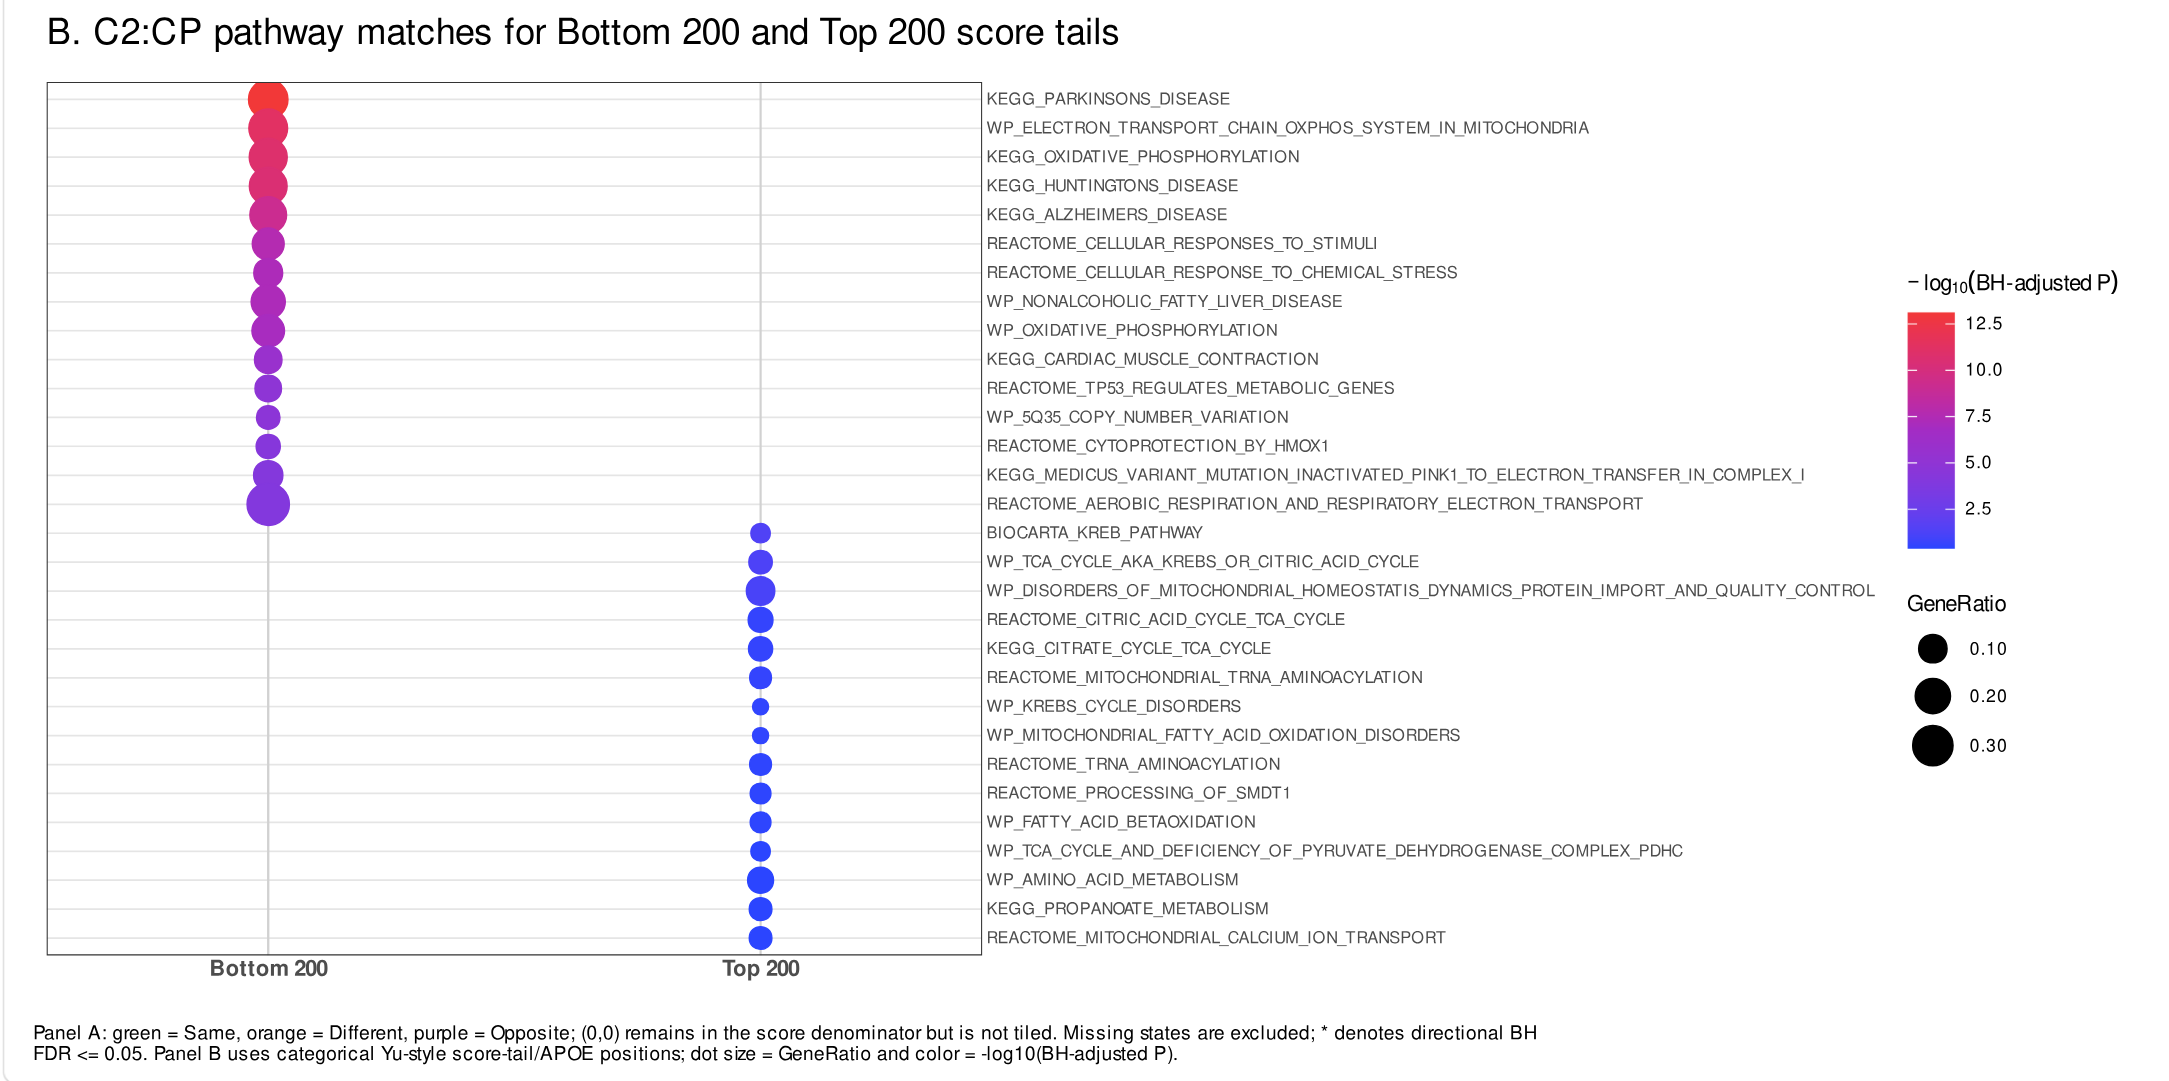 B. C2:CP pathway matches for Bottom 200 and Top 200 score tails
KEGG_PARKINSONS_DISEASE
WP_ELECTRON_TRANSPORT_CHAIN_OXPHOS_SYSTEM_IN_MITOCHONDRIA
KEGG_OXIDATIVE_PHOSPHORYLATION
KEGG_HUNTINGTONS_DISEASE
KEGG_ALZHEIMERS_DISEASE
REACTOME_CELLULAR_RESPONSES_TO_STIMULI
REACTOME_CELLULAR_RESPONSE_TO_CHEMICAL_STRESS
WP_NONALCOHOLIC_FATTY_LIVER_DISEASE
WP_OXIDATIVE_PHOSPHORYLATION
KEGG_CARDIAC_MUSCLE_CONTRACTION
REACTOME_TP53_REGULATES_METABOLIC_GENES
WP_5Q35_COPY_NUMBER_VARIATION
REACTOME_CYTOPROTECTION_BY_HMOX1
KEGG_MEDICUS_VARIANT_MUTATION_INACTIVATED_PINK1_TO_ELECTRON_TRANSFER_IN_COMPLEX_I
REACTOME_AEROBIC_RESPIRATION_AND_RESPIRATORY_ELECTRON_TRANSPORT
BIOCARTA_KREB_PATHWAY
WP_TCA_CYCLE_AKA_KREBS_OR_CITRIC_ACID_CYCLE
WP_DISORDERS_OF_MITOCHONDRIAL_HOMEOSTATIS_DYNAMICS_PROTEIN_IMPORT_AND_QUALITY_CONTROL
REACTOME_CITRIC_ACID_CYCLE_TCA_CYCLE
KEGG_CITRATE_CYCLE_TCA_CYCLE
REACTOME_MITOCHONDRIAL_TRNA_AMINOACYLATION
WP_KREBS_CYCLE_DISORDERS
WP_MITOCHONDRIAL_FATTY_ACID_OXIDATION_DISORDERS
REACTOME_TRNA_AMINOACYLATION
REACTOME_PROCESSING_OF_SMDT1
WP_FATTY_ACID_BETAOXIDATION
WP_TCA_CYCLE_AND_DEFICIENCY_OF_PYRUVATE_DEHYDROGENASE_COMPLEX_PDHC
WP_AMINO_ACID_METABOLISM
KEGG_PROPANOATE_METABOLISM
REACTOME_MITOCHONDRIAL_CALCIUM_ION_TRANSPORT
Bottom 200
Top 200
− log₁₀(BH-adjusted P)
12.5
10.0
7.5
5.0
2.5
GeneRatio
0.10
0.20
0.30
Panel A: green = Same, orange = Different, purple = Opposite; (0,0) remains in the score denominator but is not tiled. Missing states are excluded; * denotes directional BH
FDR <= 0.05. Panel B uses categorical Yu-style score-tail/APOE positions; dot size = GeneRatio and color = -log10(BH-adjusted P).